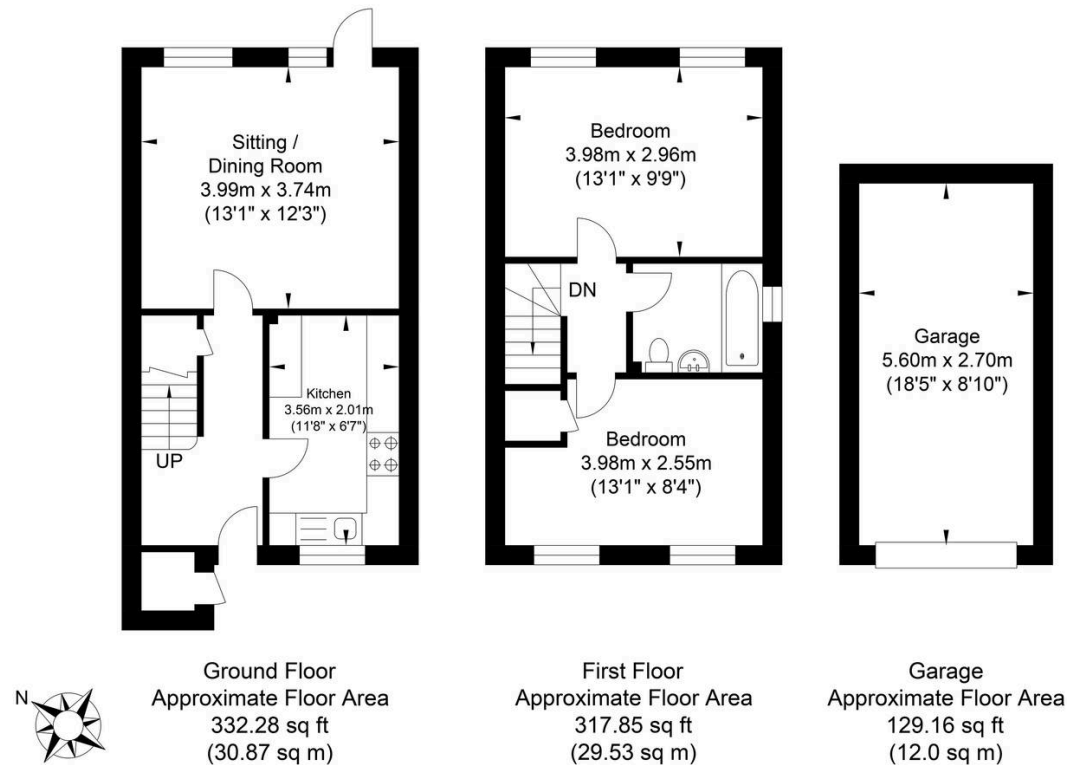 Sitting /
Dining Room
3.99m x 3.74m
(13'1" x 12'3")
Kitchen
3.56m x 2.01m
(11'8" x 6'7")
UP
Bedroom
3.98m x 2.96m
(13'1" x 9'9")
DN
Bedroom
3.98m x 2.55m
(13'1" x 8'4")
Garage
5.60m x 2.70m
(18'5" x 8'10")
N
Ground Floor
Approximate Floor Area
332.28 sq ft
(30.87 sq m)
First Floor
Approximate Floor Area
317.85 sq ft
(29.53 sq m)
Garage
Approximate Floor Area
129.16 sq ft
(12.0 sq m)